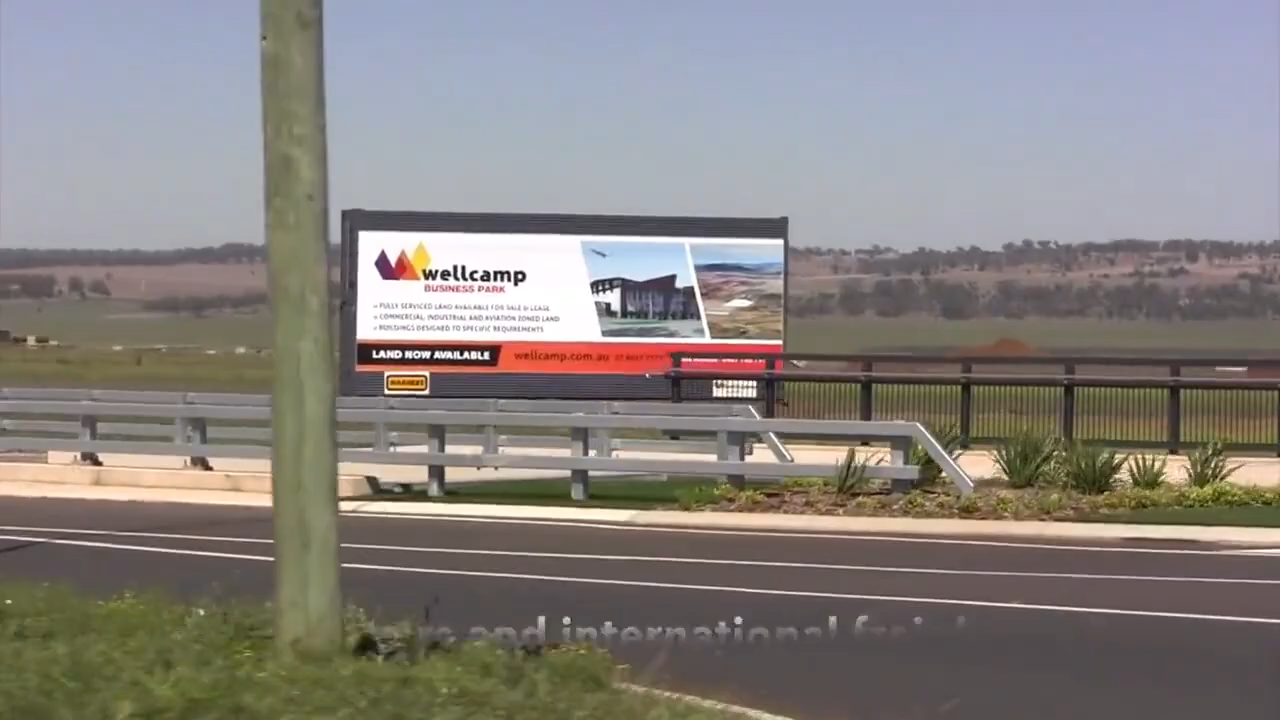 wellcamp
BUSINESS PARK
» FULLY SERVICED LAND AVAILABLE FOR SALE & LEASE
» COMMERCIAL, INDUSTRIAL AND AVIATION ZONED LAND
» BUILDINGS DESIGNED TO SPECIFIC REQUIREMENTS
LAND NOW AVAILABLE wellcamp.com.au
WAGNERS
and international